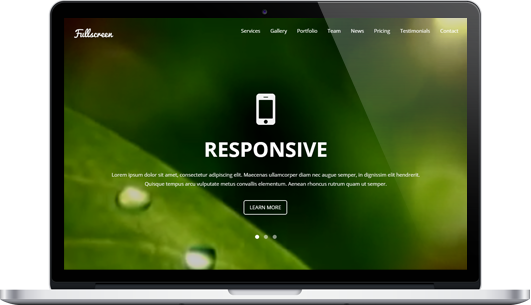 Fullscreen
Services Gallery Portfolio Team News Pricing Testimonials Contact
RESPONSIVE
Lorem ipsum dolor sit amet, consectetur adipiscing elit. Maecenas ullamcorper diam nec augue semper, in dignissim elit hendrerit.
Quisque tempus arcu vulputate metus convallis elementum. Aenean rhoncus rutrum quam ut semper.
LEARN MORE